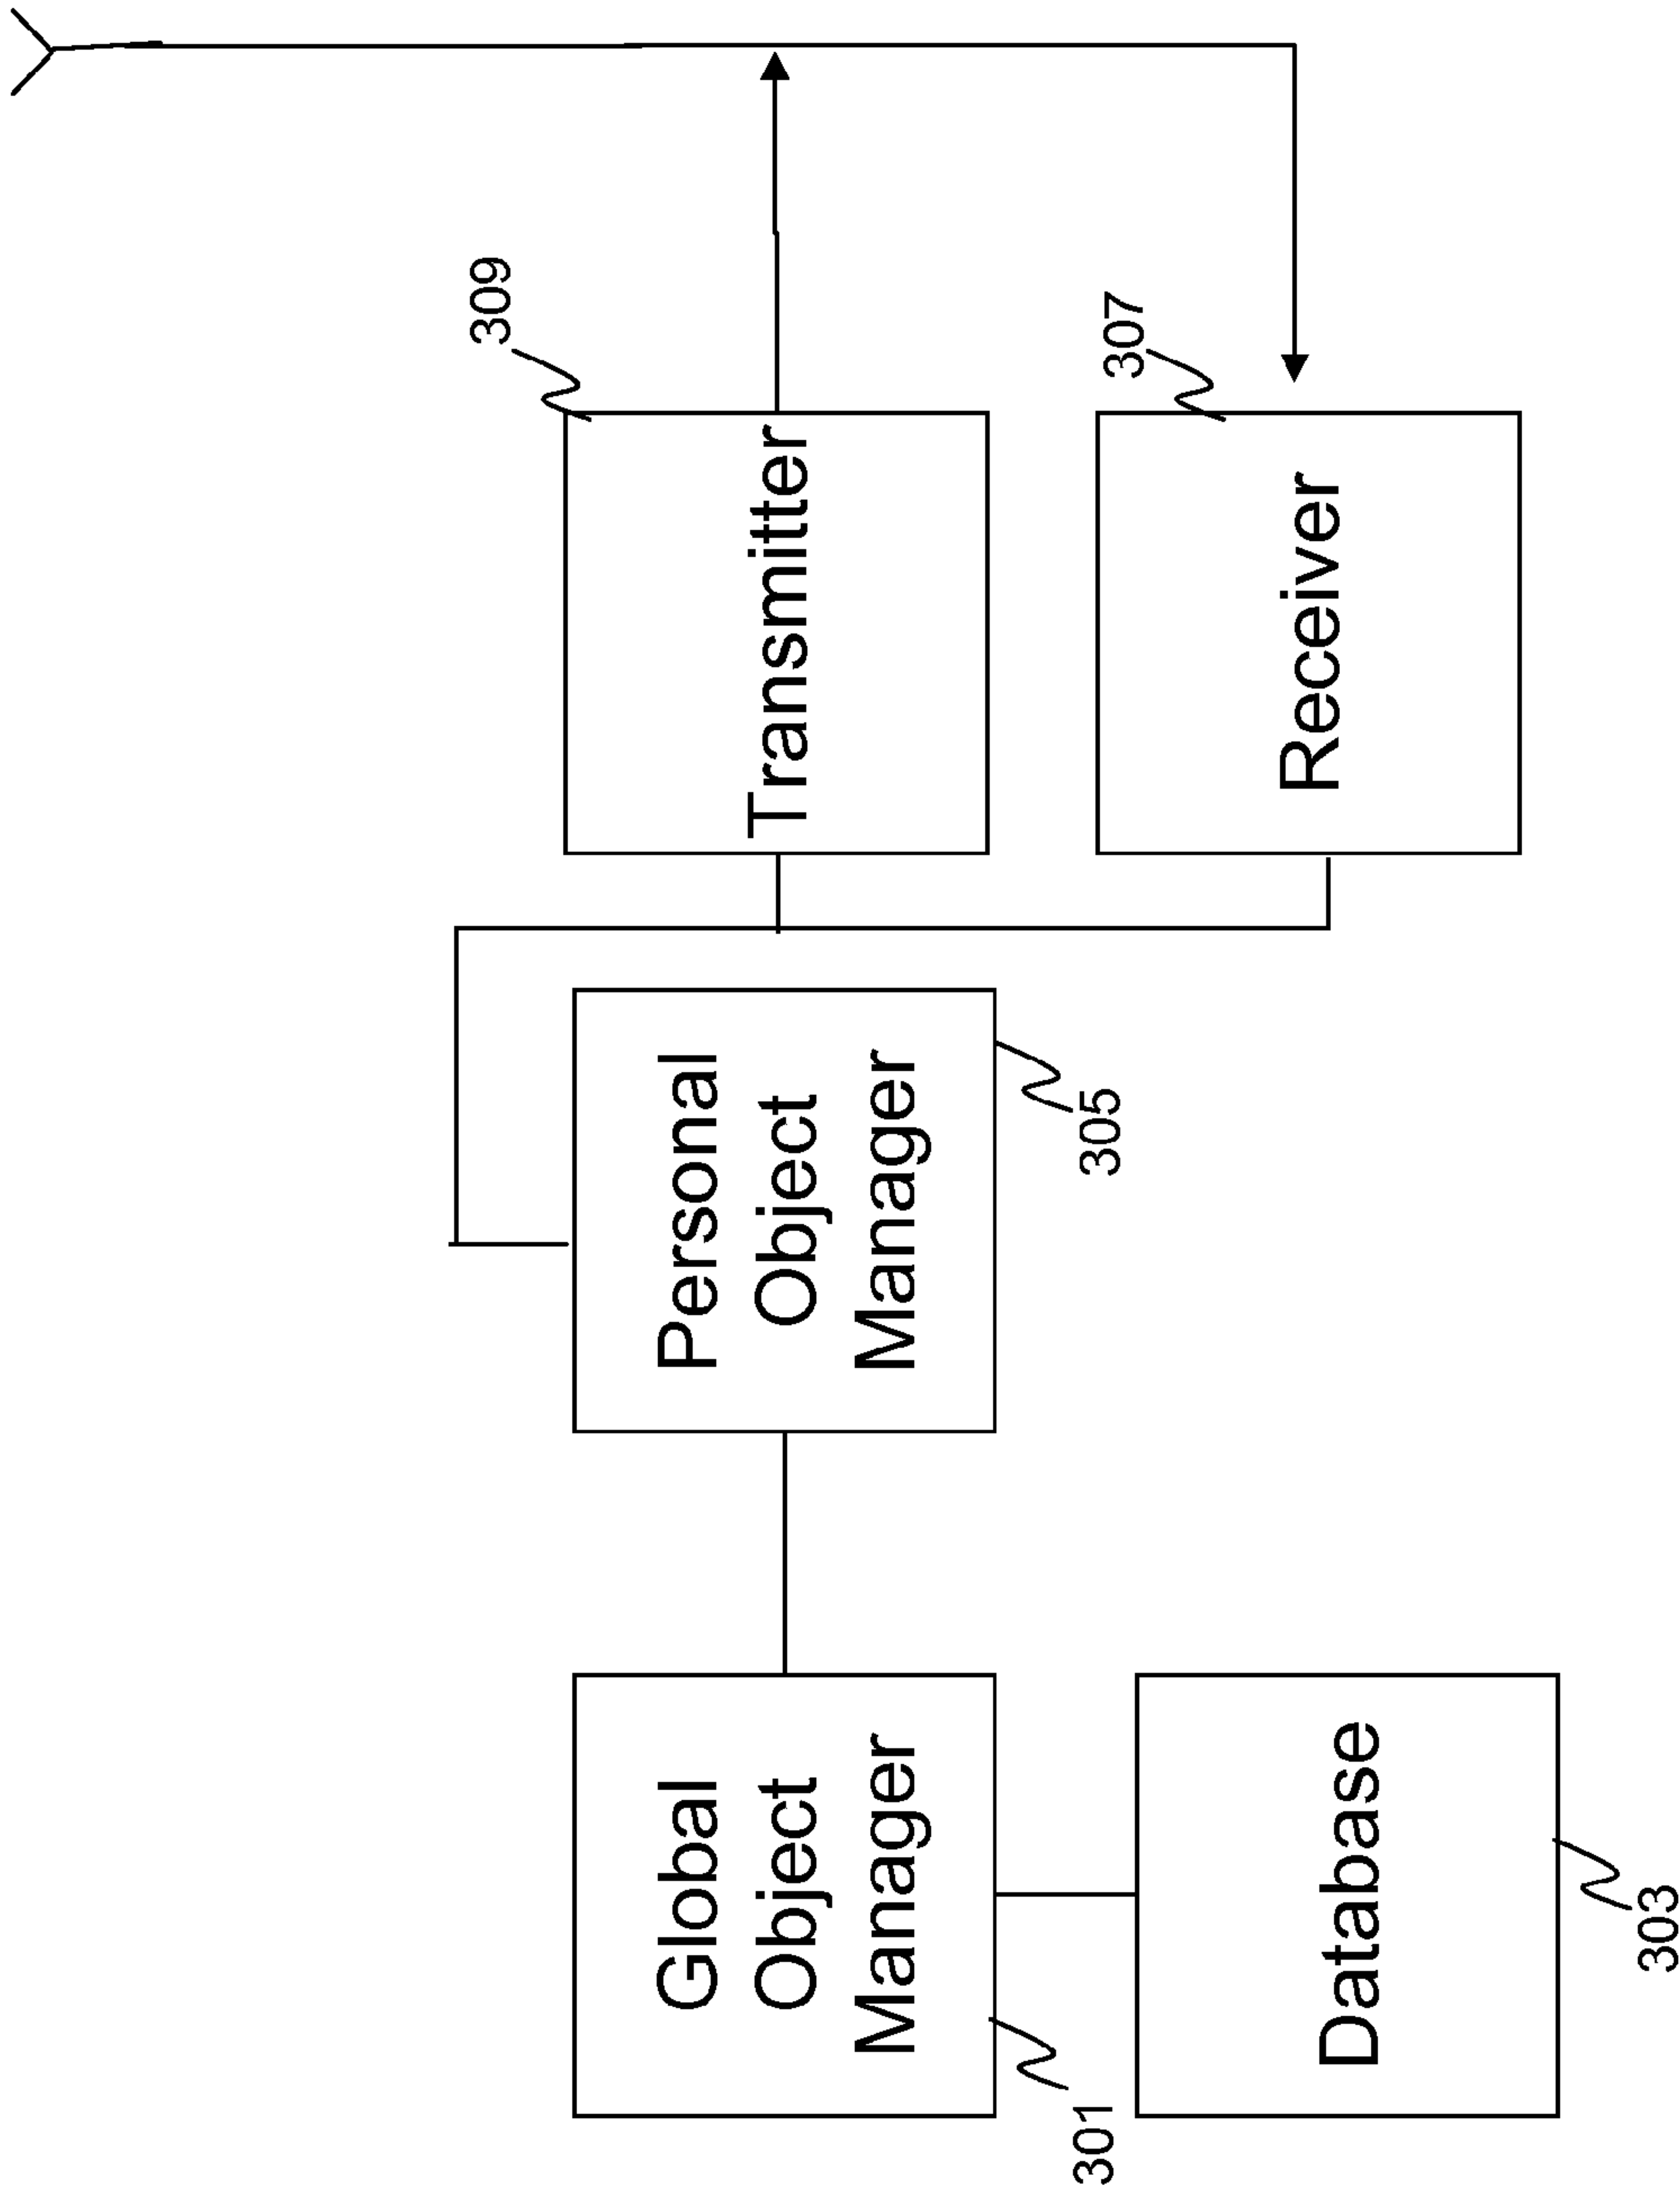 309
Transmitter
307
Receiver
Personal
Object
Manager
305
Global
Object
Manager
301
Database
303